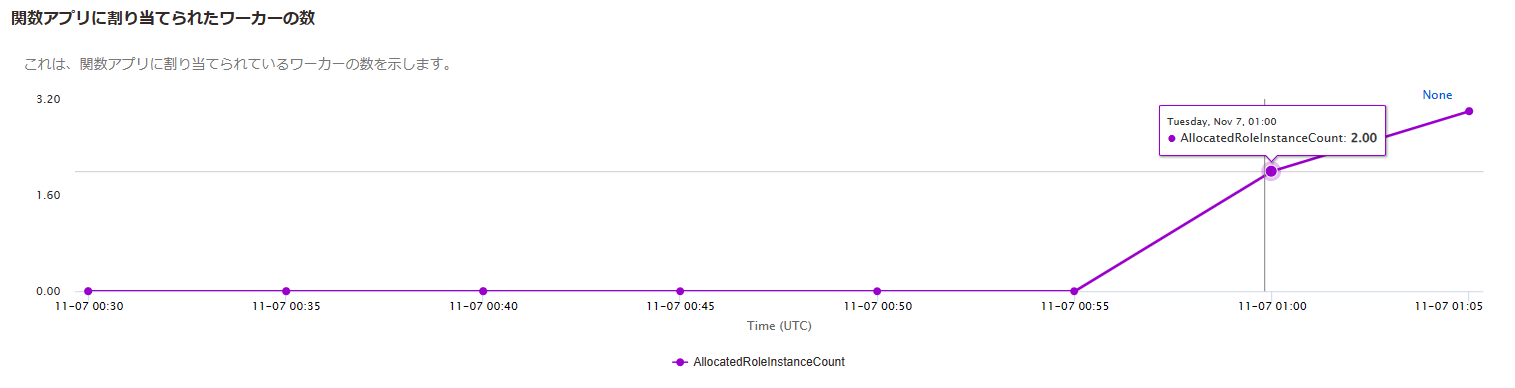 関数アプリに割り当てられたワーカーの数
これは、関数アプリに割り当てられているワーカーの数を示します。
3.20
None
Tuesday, Nov 7, 01:00
AllocatedRoleInstanceCount: 2.00
1.60
0.00
11-07 00:30 11-07 00:35 11-07 00:40 11-07 00:45 11-07 00:50 11-07 00:55 11-07 01:00 11-07 01:05
Time (UTC)
AllocatedRoleInstanceCount